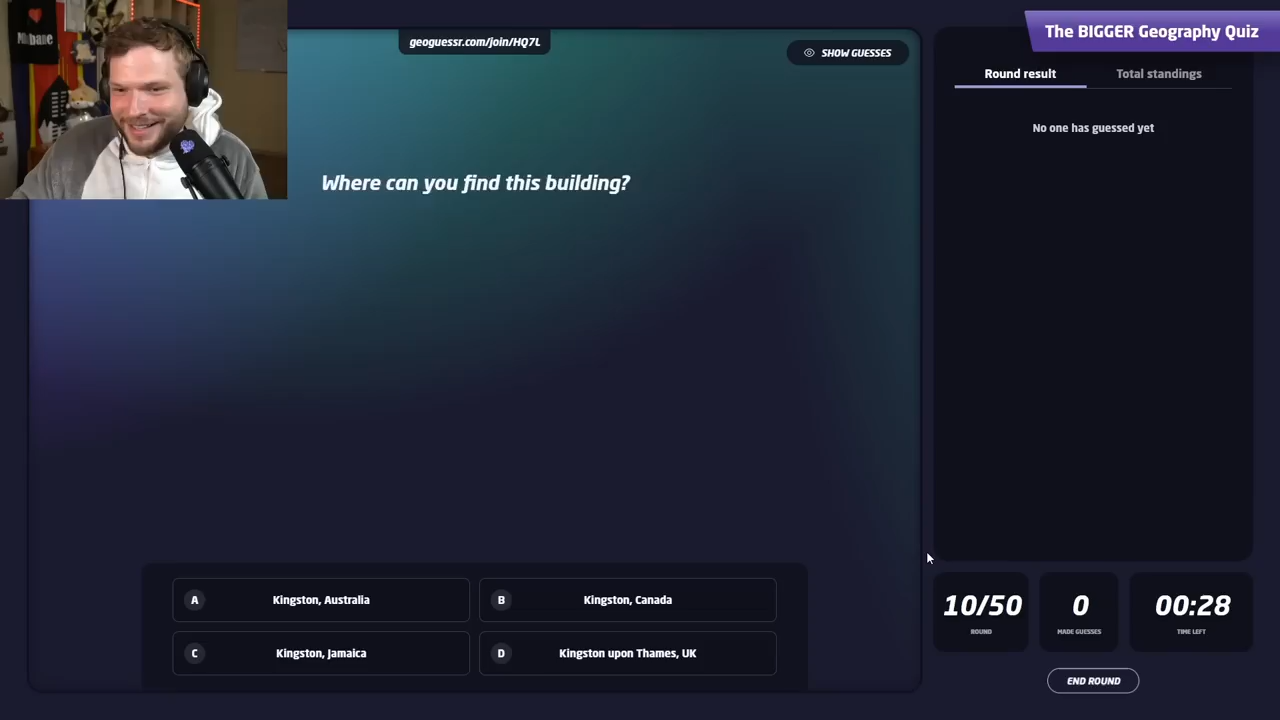 geoguessr.com/join/HQ7L
SHOW GUESSES
The BIGGER Geography Quiz
Round result
Total standings
No one has guessed yet
Where can you find this building?
A
Kingston, Australia
B
Kingston, Canada
C
Kingston, Jamaica
D
Kingston upon Thames, UK
10/50
ROUND
0
MADE GUESSES
00:28
TIME LEFT
END ROUND